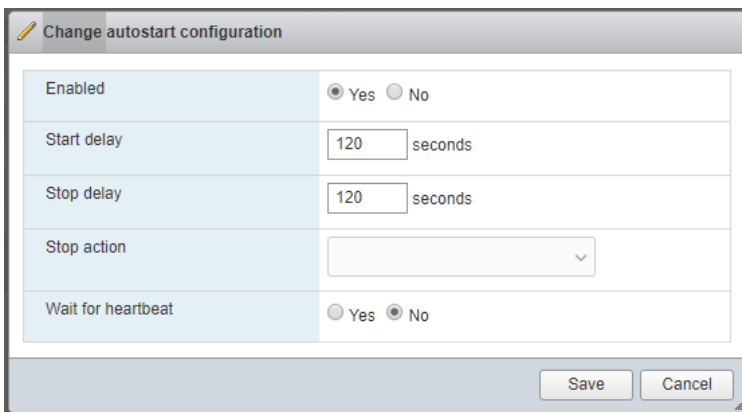 Change autostart configuration
Enabled Yes No
Start delay 120 seconds
Stop delay 120 seconds
Stop action
Wait for heartbeat Yes No
Save Cancel